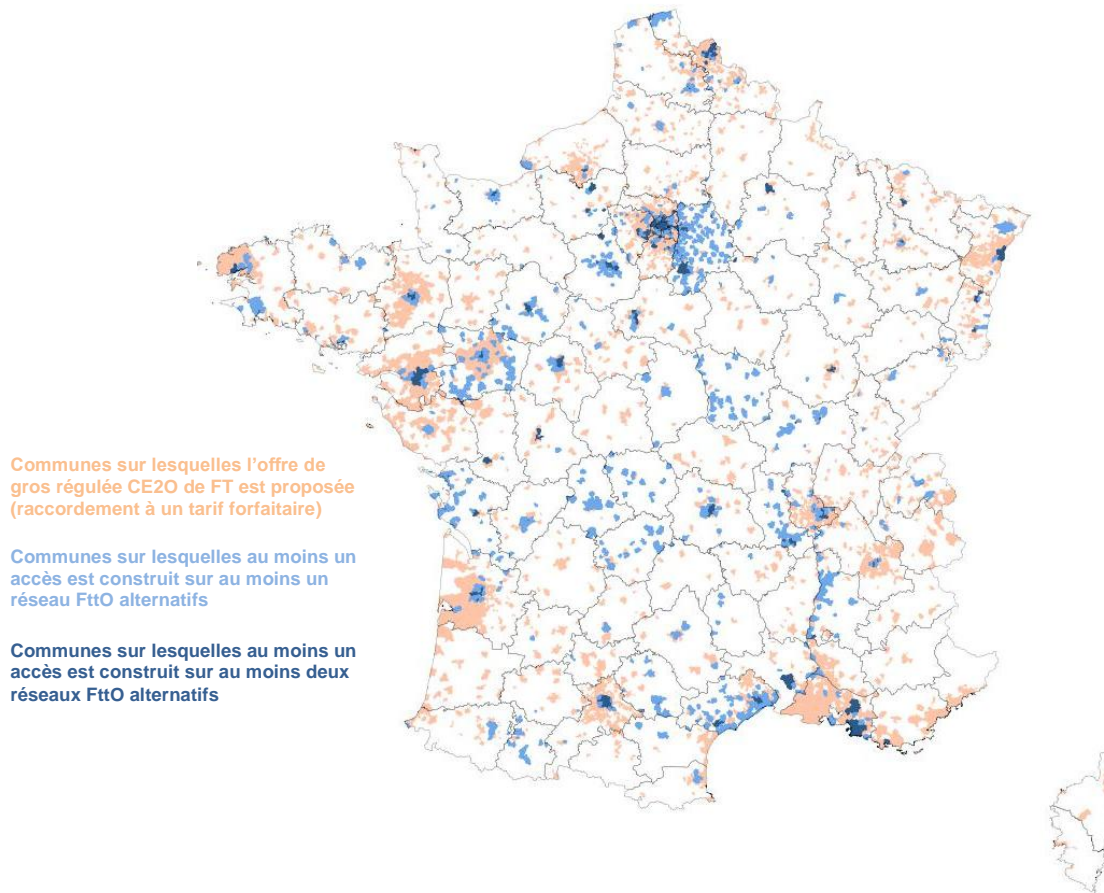 Communes sur lesquelles l’offre de
gros régulée CE2O de FT est proposée
(raccordement à un tarif forfaitaire)
Communes sur lesquelles au moins un
accès est construit sur au moins un
réseau FttO alternatifs
Communes sur lesquelles au moins un
accès est construit sur au moins deux
réseaux FttO alternatifs